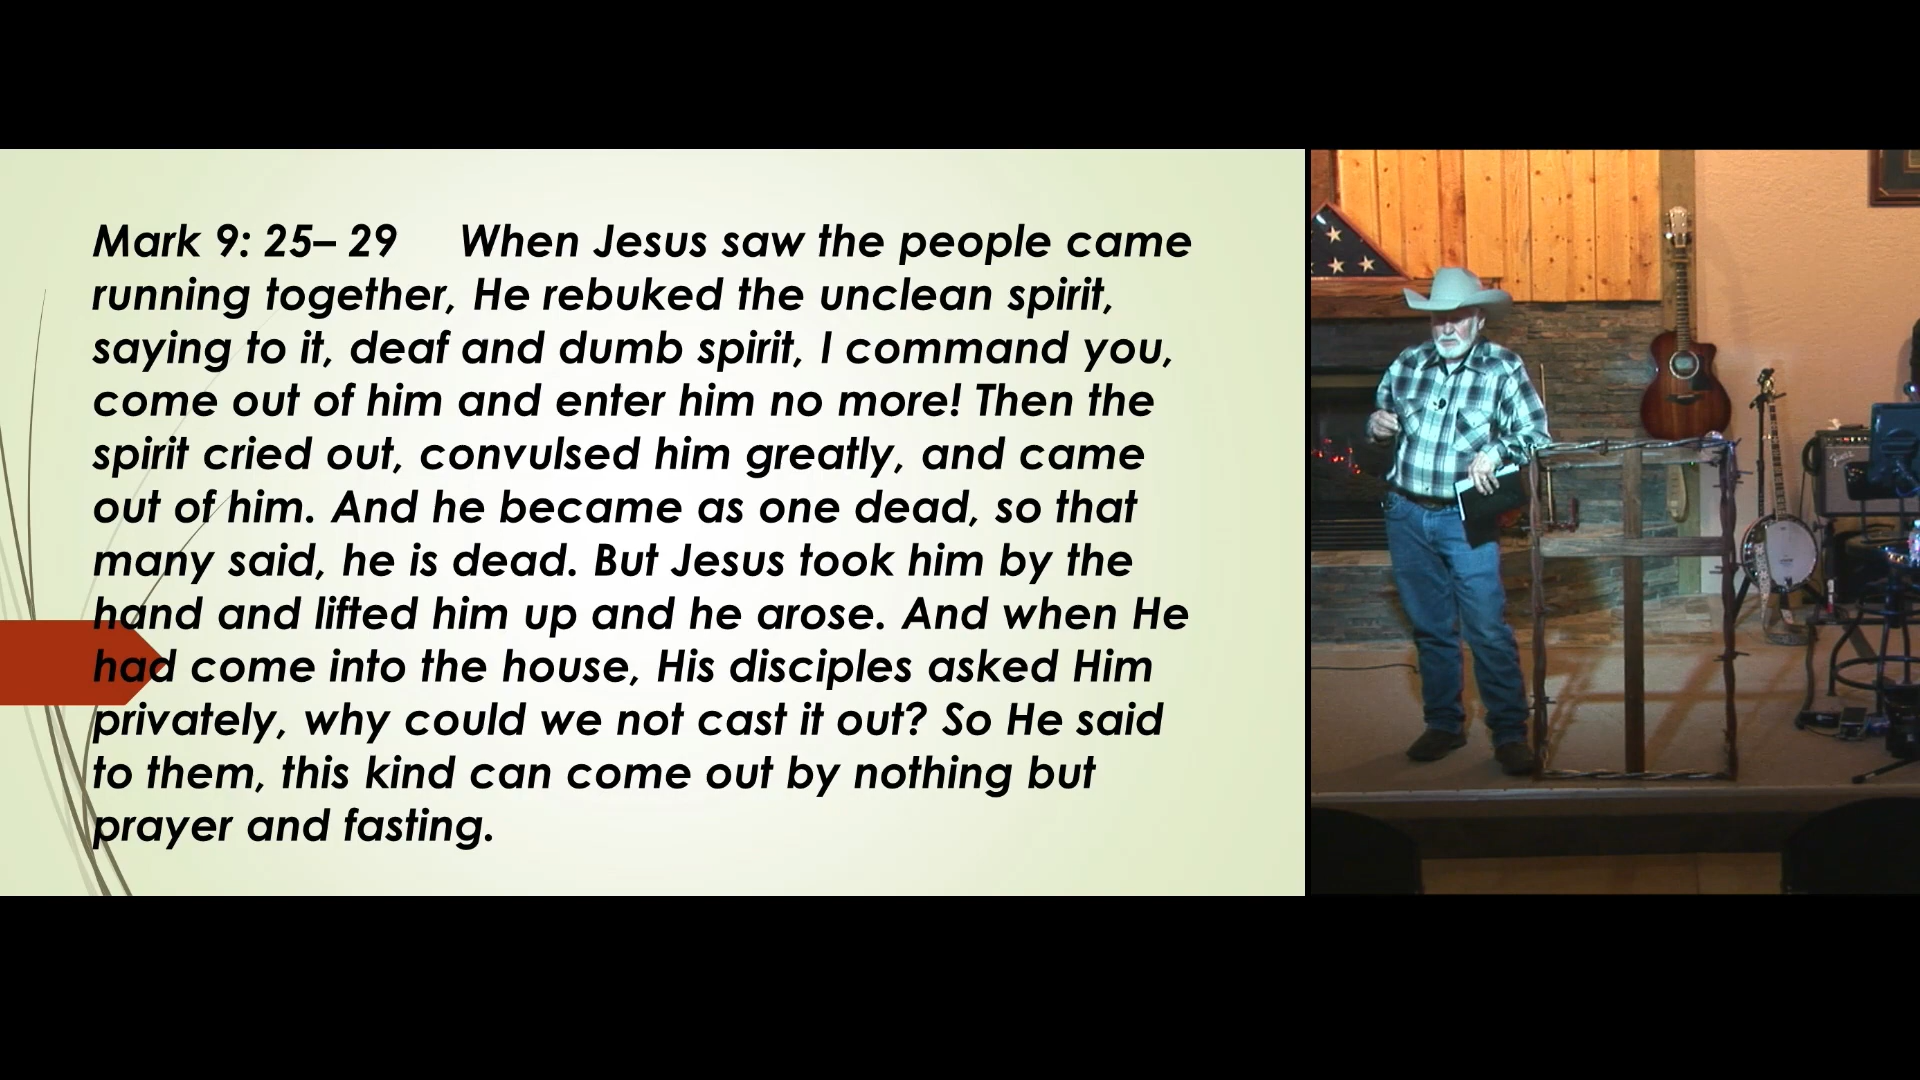 Mark 9: 25– 29 When Jesus saw the people came
running together, He rebuked the unclean spirit,
saying to it, deaf and dumb spirit, I command you,
come out of him and enter him no more! Then the
spirit cried out, convulsed him greatly, and came
out of him. And he became as one dead, so that
many said, he is dead. But Jesus took him by the
hand and lifted him up and he arose. And when He
had come into the house, His disciples asked Him
privately, why could we not cast it out? So He said
to them, this kind can come out by nothing but
prayer and fasting.